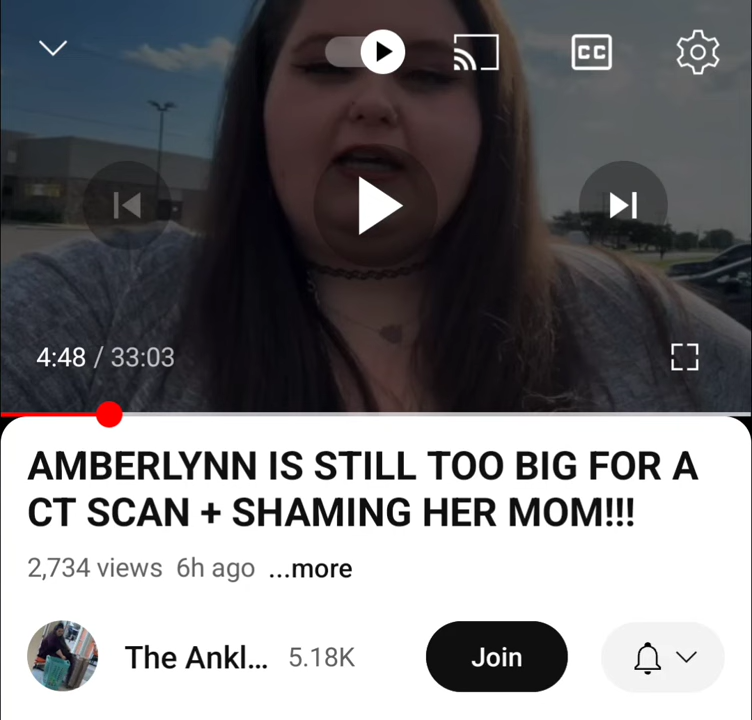 CC
4:48 / 33:03
AMBERLYNN IS STILL TOO BIG FOR A
CT SCAN + SHAMING HER MOM!!!
2,734 views 6h ago ...more
The Ankl... 5.18K Join